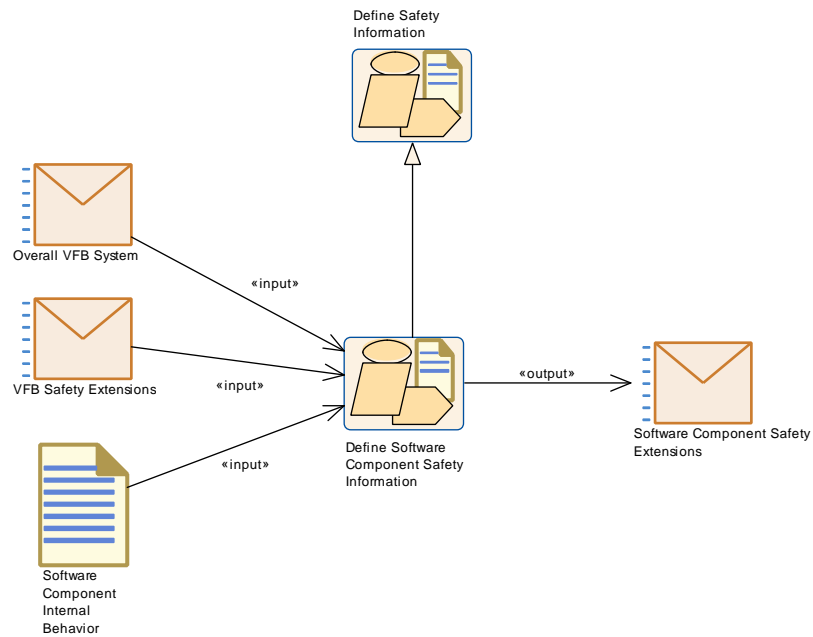 Define Safety
Information
Overall VFB System
«input»
VFB Safety Extensions
«input»
«output»
Software Component Safety
Extensions
Define Software
Component Safety
Information
«input»
Software
Component
Internal
Behavior